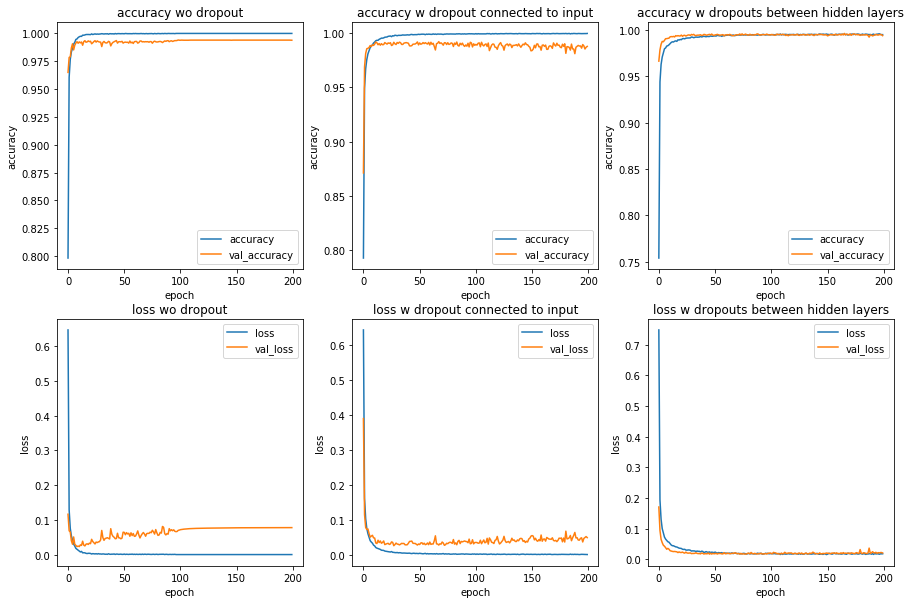 accuracy wo dropout
1.000
0.975
0.950
0.925
0.900
0.875
0.850
0.825
0.800
accuracy
0
50
100
150
200
epoch
accuracy
val_accuracy
accuracy w dropout connected to input
1.00
0.95
0.90
0.85
0.80
accuracy
0
50
100
150
200
epoch
accuracy
val_accuracy
accuracy w dropouts between hidden layers
1.00
0.95
0.90
0.85
0.80
0.75
accuracy
0
50
100
150
200
epoch
accuracy
val_accuracy
loss wo dropout
0.6
0.5
0.4
0.3
0.2
0.1
0.0
loss
0
50
100
150
200
epoch
loss
val_loss
loss w dropout connected to input
0.6
0.5
0.4
0.3
0.2
0.1
0.0
loss
0
50
100
150
200
epoch
loss
val_loss
loss w dropouts between hidden layers
0.7
0.6
0.5
0.4
0.3
0.2
0.1
0.0
loss
0
50
100
150
200
epoch
loss
val_loss